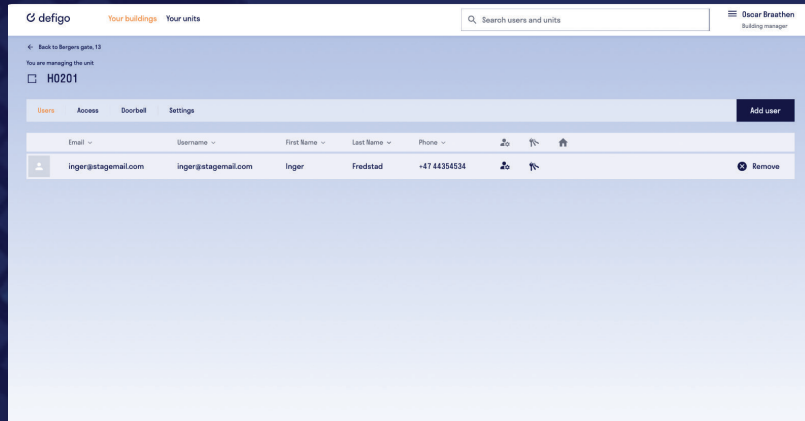 defigo
Your buildings Your units
Search users and units
Oscar Braathen
Building manager
← Back to Bergers gate, 13
You are managing the unit
H0201
Users Access Doorbell Settings
Add user
Email Username First Name Last Name Phone
inger@stagemail.com inger@stagemail.com Inger Fredstad +47 44354534 Remove